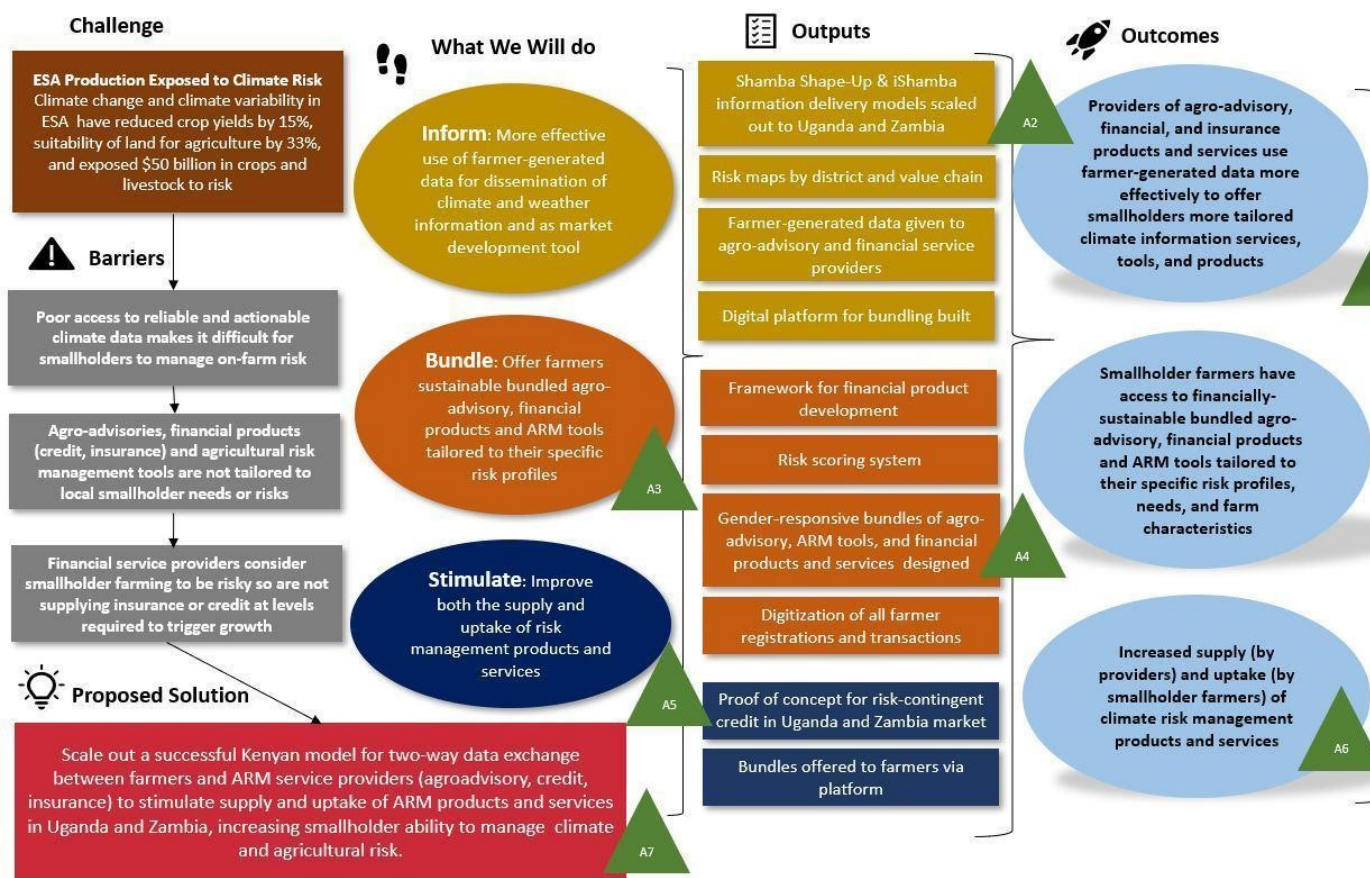 Challenge
ESA Production Exposed to Climate Risk
Climate change and climate variability in
ESA have reduced crop yields by 15%,
suitability of land for agriculture by 33%,
and exposed $50 billion in crops and
livestock to risk
Barriers
Poor access to reliable and actionable
climate data makes it difficult for
smallholders to manage on-farm risk
Agro-advisories, financial products
(credit, insurance) and agricultural risk
management tools are not tailored to
local smallholder needs or risks
Financial service providers consider
smallholder farming to be risky so are not
supplying insurance or credit at levels
required to trigger growth
Proposed Solution
Scale out a successful Kenyan model for two-way data exchange
between farmers and ARM service providers (agroadvisory, credit,
insurance) to stimulate supply and uptake of ARM products and services
in Uganda and Zambia, increasing smallholder ability to manage climate
and agricultural risk.
A7
What We Will do
Inform: More effective
use of farmer-generated
data for dissemination of
climate and weather
information and as market
development tool
Bundle: Offer farmers
sustainable bundled agro-
advisory, financial
products and ARM tools
tailored to their specific
risk profiles
A3
Stimulate: Improve
both the supply and
uptake of risk
management products and
services
A5
Outputs
Shamba Shape-Up & iShamba
information delivery models scaled
out to Uganda and Zambia
A2
Risk maps by district and value chain
Farmer-generated data given to
agro-advisory and financial service
providers
Digital platform for bundling built
Framework for financial product
development
Risk scoring system
Gender-responsive bundles of agro-
advisory, ARM tools, and financial
products and services designed
A4
Digitization of all farmer
registrations and transactions
Proof of concept for risk-contingent
credit in Uganda and Zambia market
Bundles offered to farmers via
platform
Outcomes
Providers of agro-advisory,
financial, and insurance
products and services use
farmer-generated data more
effectively to offer
smallholders more tailored
climate information services,
tools, and products
Smallholder farmers have
access to financially-
sustainable bundled agro-
advisory, financial products
and ARM tools tailored to
their specific risk profiles,
needs, and farm
characteristics
Increased supply (by
providers) and uptake (by
smallholder farmers) of
climate risk management
products and services
A6